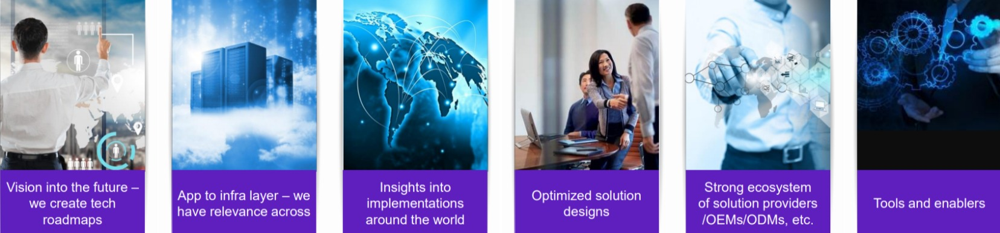 Vision into the future –
we create tech
roadmaps
App to infra layer – we
have relevance across
Insights into
implementations
around the world
Optimized solution
designs
Strong ecosystem
of solution providers
/OEMs/ODMs, etc.
Tools and enablers